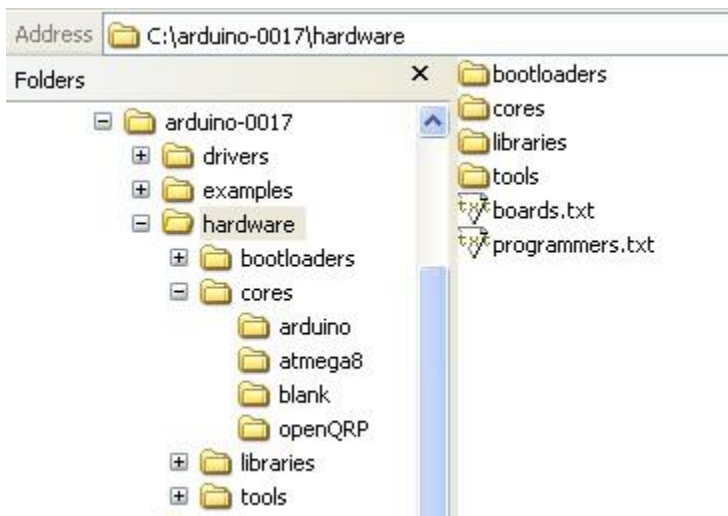 Address C:\arduino-0017\hardware
Folders
arduino-0017
drivers
examples
hardware
bootloaders
cores
arduino
atmega8
blank
openQRP
libraries
tools
bootloaders
cores
libraries
tools
boards.txt
programmers.txt